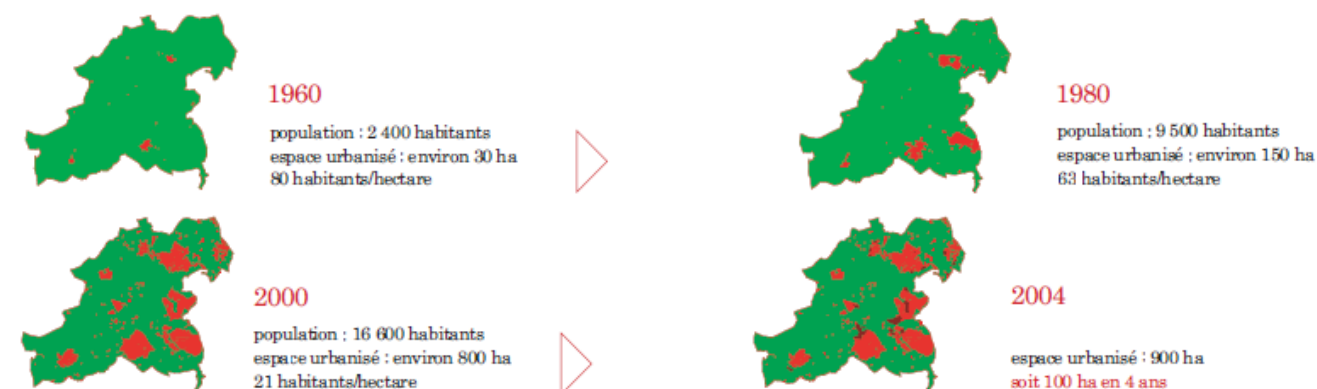 1960
population : 2 400 habitants
espace urbanisé : environ 30 ha
80 habitants/hectare
1980
population : 9 500 habitants
espace urbanisé : environ 150 ha
63 habitants/hectare
2000
population : 16 600 habitants
espace urbanisé : environ 800 ha
21 habitants/hectare
2004
espace urbanisé : 900 ha
soit 100 ha en 4 ans